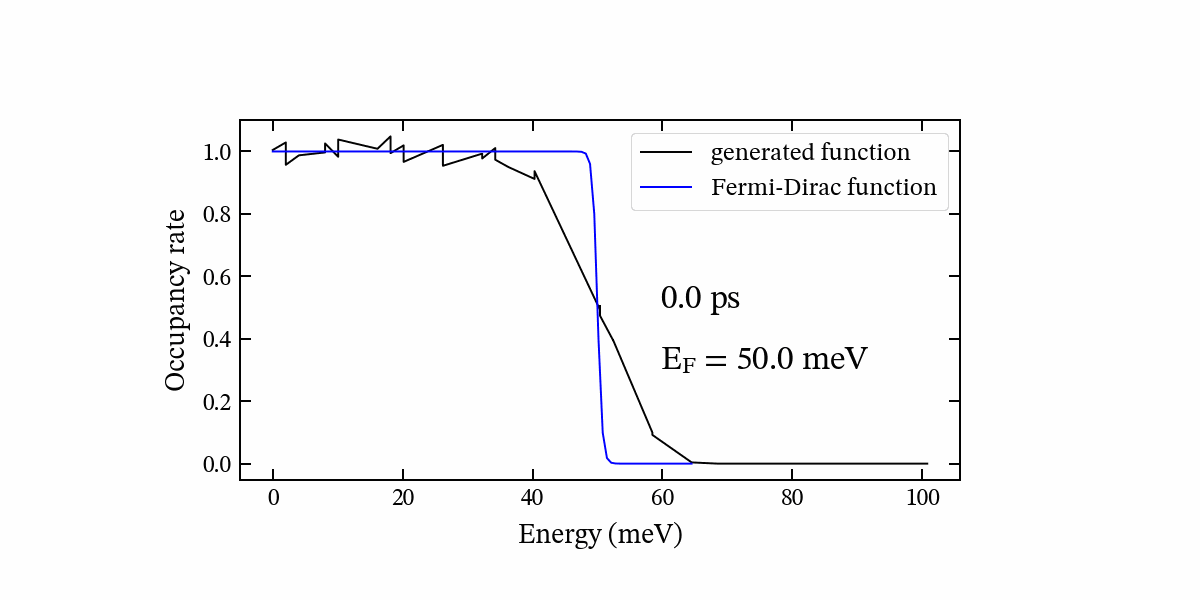 generated function
Fermi-Dirac function
1.0
0.8
0.6
0.4
0.2
0.0
Occupancy rate
0.0 ps
E_F = 50.0 meV
0 20 40 60 80 100
Energy (meV)